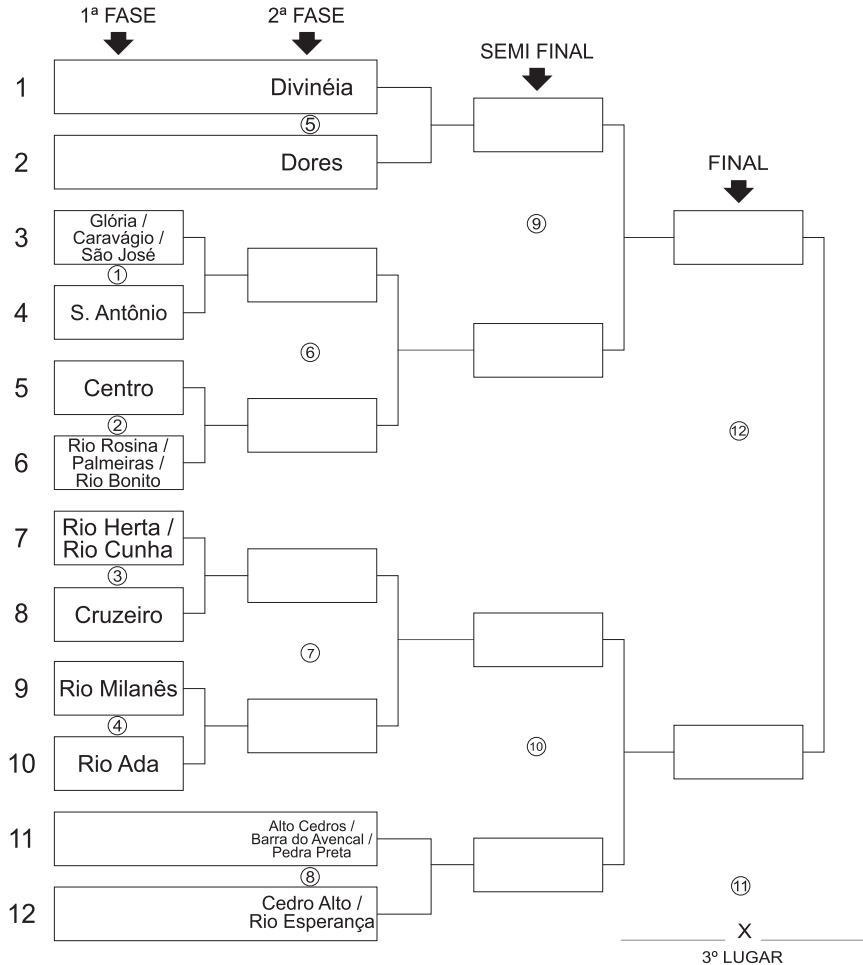 1ª FASE
2ª FASE
SEMI FINAL
FINAL
1
Divinéia
⑤
2
Dores
3
Glória /
Caravágio /
São José
①
4
S. Antônio
⑥
⑨
5
Centro
②
6
Rio Rosina /
Palmeiras /
Rio Bonito
⑫
7
Rio Herta /
Rio Cunha
③
8
Cruzeiro
⑦
9
Rio Milanês
④
10
Rio Ada
⑩
11
Alto Cedros /
Barra do Avencal /
Pedra Preta
⑧
12
Cedro Alto /
Rio Esperança
⑪
X
3º LUGAR